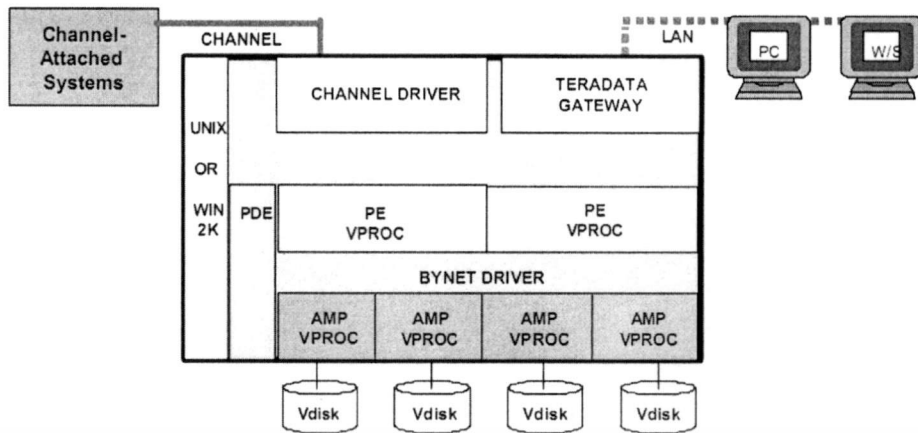 Channel-
Attached
Systems
CHANNEL
LAN
PC
W/S
CHANNEL DRIVER
TERADATA
GATEWAY
UNIX
OR
WIN
2K
PDE
PE
VPROC
PE
VPROC
BYNET DRIVER
AMP
VPROC
AMP
VPROC
AMP
VPROC
AMP
VPROC
Vdisk
Vdisk
Vdisk
Vdisk